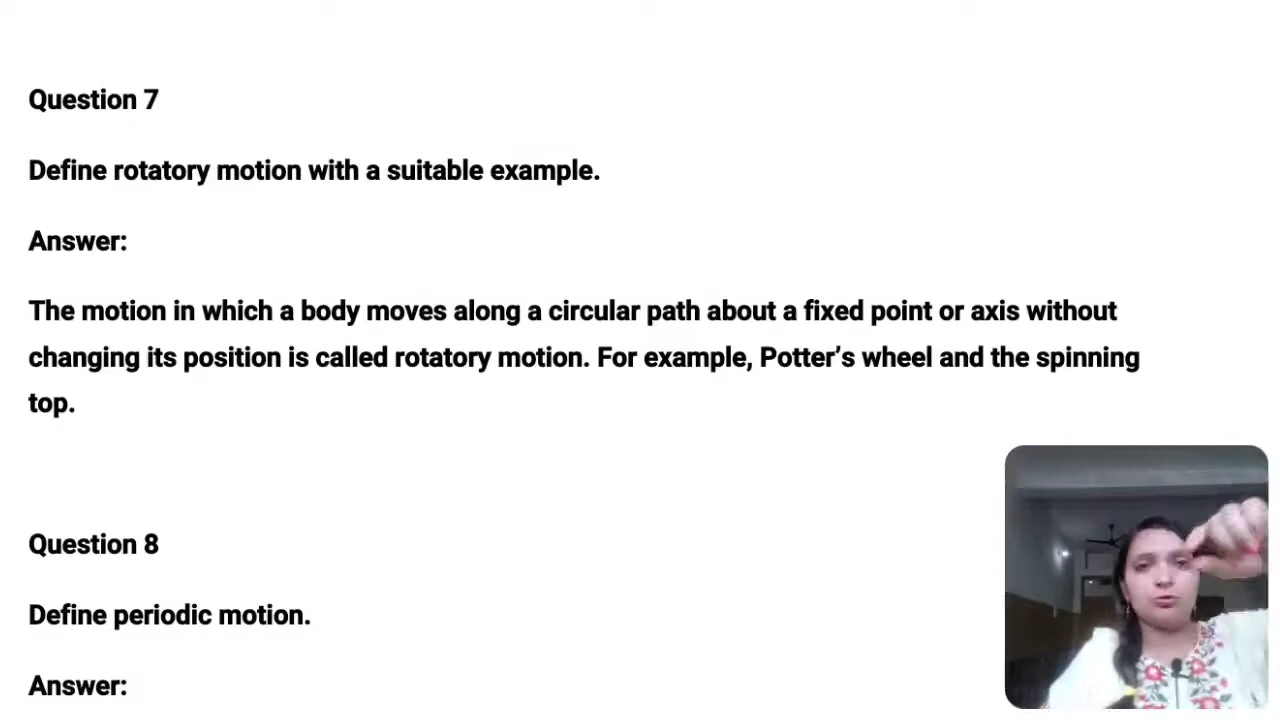 Question 7
Define rotatory motion with a suitable example.
Answer:
The motion in which a body moves along a circular path about a fixed point or axis without
changing its position is called rotatory motion. For example, Potter’s wheel and the spinning
top.
Question 8
Define periodic motion.
Answer: